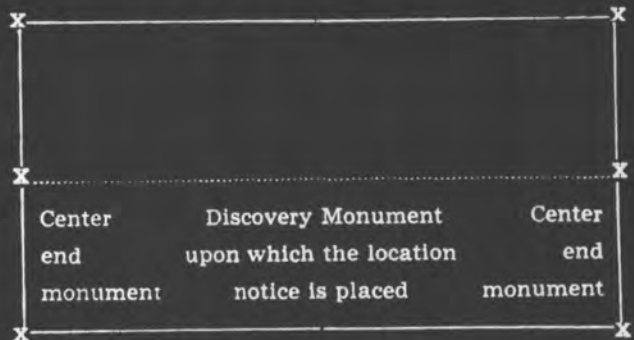 X X
X X
Center Discovery Monument Center
end upon which the location end
monument notice is placed monument
X X